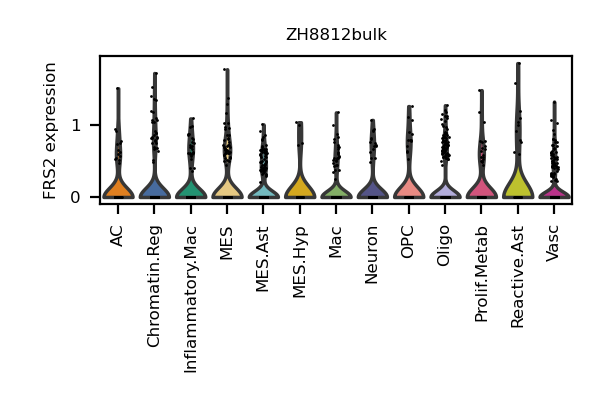 ZH8812bulk
FRS2 expression
1
0
AC
Chromatin.Reg
Inflammatory.Mac
MES
MES.Ast
MES.Hyp
Mac
Neuron
OPC
Oligo
Prolif.Metab
Reactive.Ast
Vasc